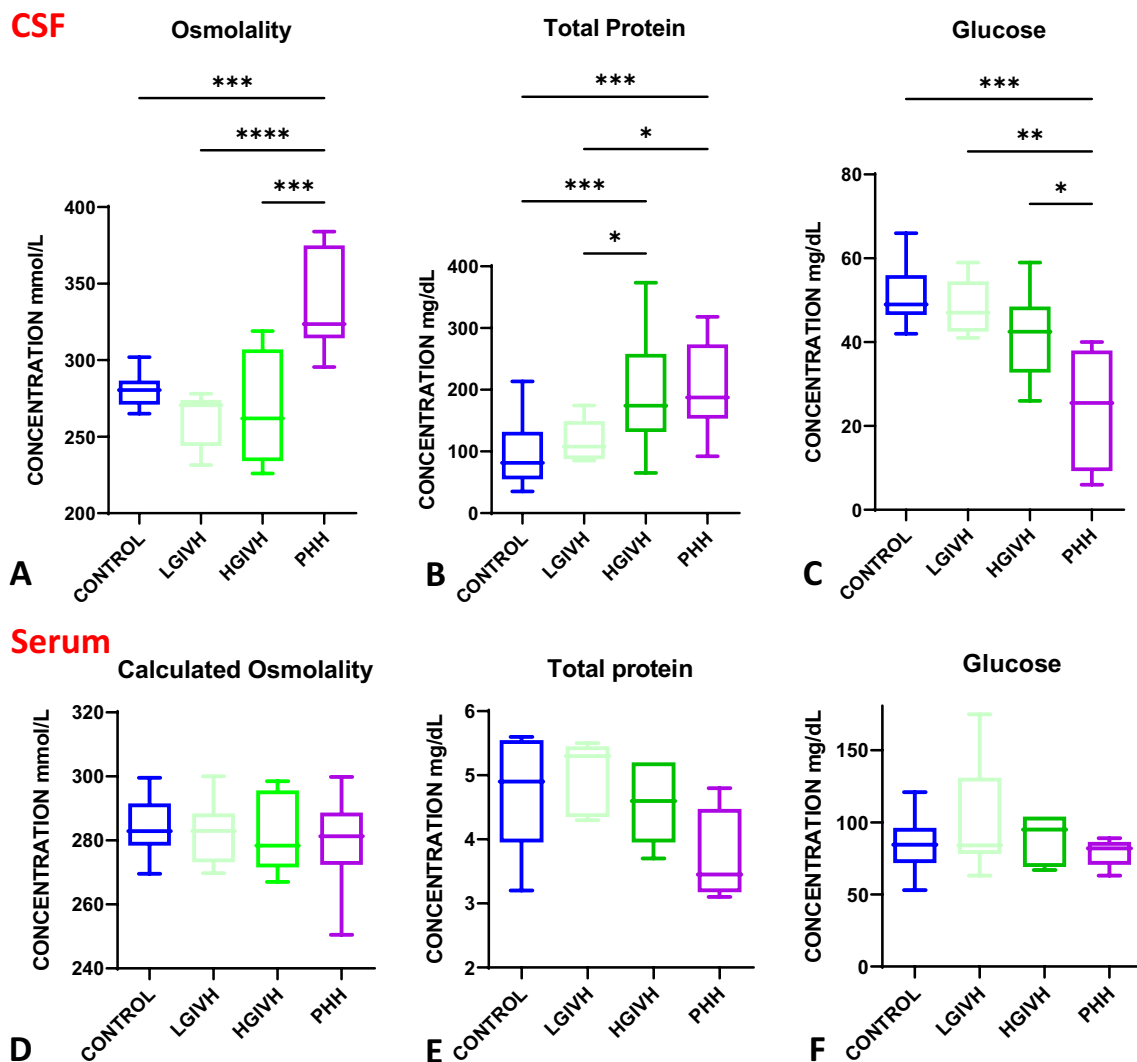 CSF
Osmolality
***
****
***
CONCENTRATION mmol/L
400
350
300
250
200
CONTROL
LGIVH
HGIVH
PHH
A
Total Protein
***
*
***
*
CONCENTRATION mg/dL
400
300
200
100
0
CONTROL
LGIVH
HGIVH
PHH
B
Glucose
***
**
*
CONCENTRATION mg/dL
80
60
40
20
0
CONTROL
LGIVH
HGIVH
PHH
C
Serum
Calculated Osmolality
CONCENTRATION mmol/L
320
300
280
260
240
CONTROL
LGIVH
HGIVH
PHH
D
Total protein
CONCENTRATION mg/dL
6
5
4
3
2
CONTROL
LGIVH
HGIVH
PHH
E
Glucose
CONCENTRATION mg/dL
150
100
50
0
CONTROL
LGIVH
HGIVH
PHH
F